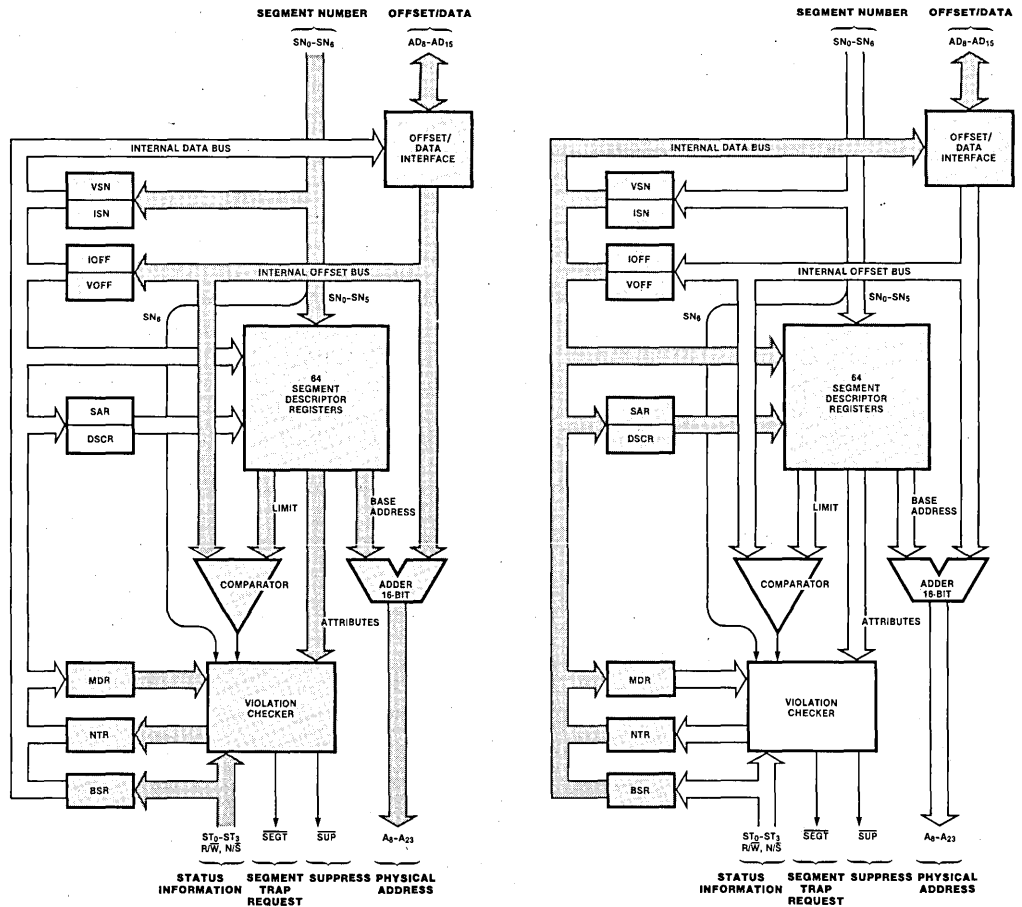 SEGMENT NUMBER
OFFSET/DATA
SN0-SN6
AD8-AD15
OFFSET/
DATA
INTERFACE
INTERNAL DATA BUS
VSN
ISN
IOFF
VOFF
INTERNAL OFFSET BUS
SN6
SN0-SN5
64
SEGMENT
DESCRIPTOR
REGISTERS
SAR
DSCR
LIMIT
BASE
ADDRESS
COMPARATOR
ADDER
16-BIT
ATTRIBUTES
MDR
VIOLATION
CHECKER
NTR
BSR
ST0-ST3
R/W̅, N/S̅
S̅E̅G̅T̅
S̅U̅P̅
A8-A23
STATUS
INFORMATION
SEGMENT
TRAP
REQUEST
SUPPRESS
PHYSICAL
ADDRESS
SEGMENT NUMBER
OFFSET/DATA
SN0-SN6
AD8-AD15
OFFSET/
DATA
INTERFACE
INTERNAL DATA BUS
VSN
ISN
IOFF
VOFF
INTERNAL OFFSET BUS
SN6
SN0-SN5
64
SEGMENT
DESCRIPTOR
REGISTERS
SAR
DSCR
LIMIT
BASE
ADDRESS
COMPARATOR
ADDER
16-BIT
ATTRIBUTES
MDR
VIOLATION
CHECKER
NTR
BSR
ST0-ST3
R/W̅, N/S̅
S̅E̅G̅T̅
S̅U̅P̅
A8-A23
STATUS
INFORMATION
SEGMENT
TRAP
REQUEST
SUPPRESS
PHYSICAL
ADDRESS